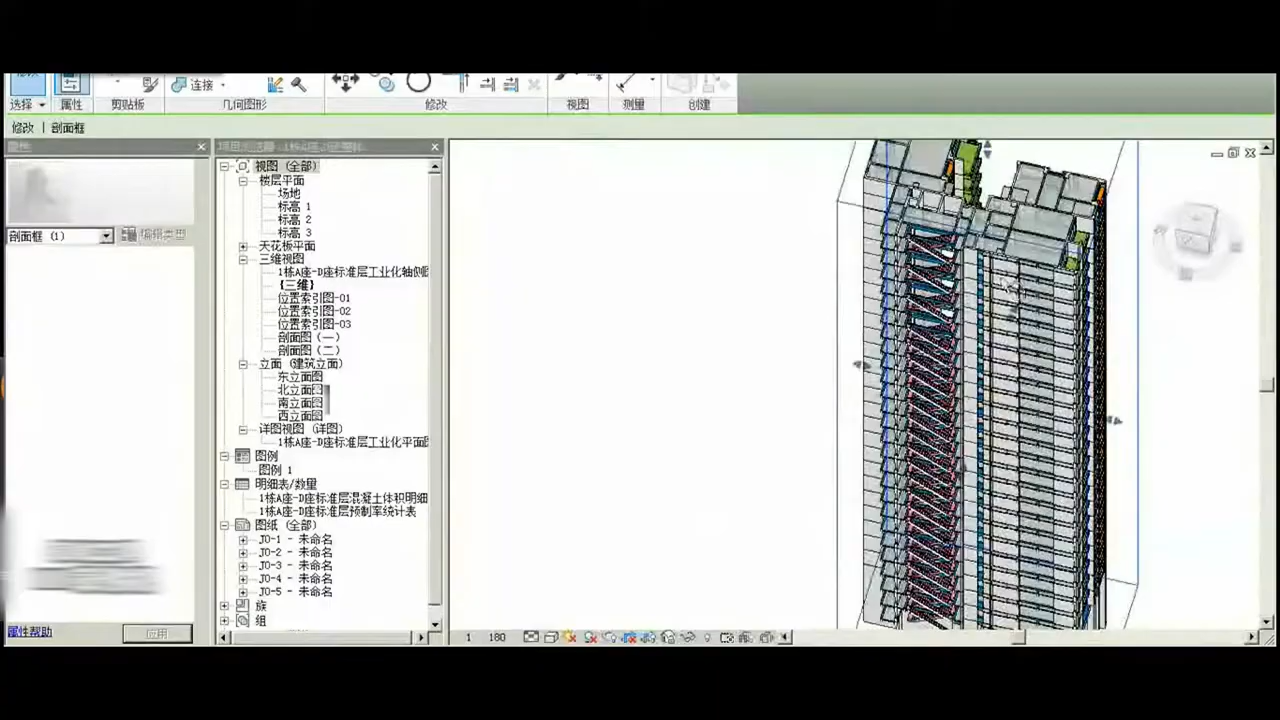 连接
选择 属性 剪贴板 几何图形 修改 视图 测量 创建
修改 | 剖面框
剖面框 (1) 编辑类型
视图 (全部)
楼层平面
场地
标高 1
标高 2
标高 3
天花板平面
三维视图
1栋A座-D座标准层工业化轴侧图
{三维}
位置索引图-01
位置索引图-02
位置索引图-03
剖面图(一)
剖面图(二)
立面 (建筑立面)
东立面图
北立面图
南立面图
西立面图
详图视图 (详图)
1栋A座-D座标准层工业化平面图
图例
图例 1
明细表/数量
1栋A座-D座标准层混凝土体积明细
1栋A座-D座标准层预制率统计表
图纸 (全部)
J0-1 - 未命名
J0-2 - 未命名
J0-3 - 未命名
J0-4 - 未命名
J0-5 - 未命名
族
组
属性帮助 应用
1 180